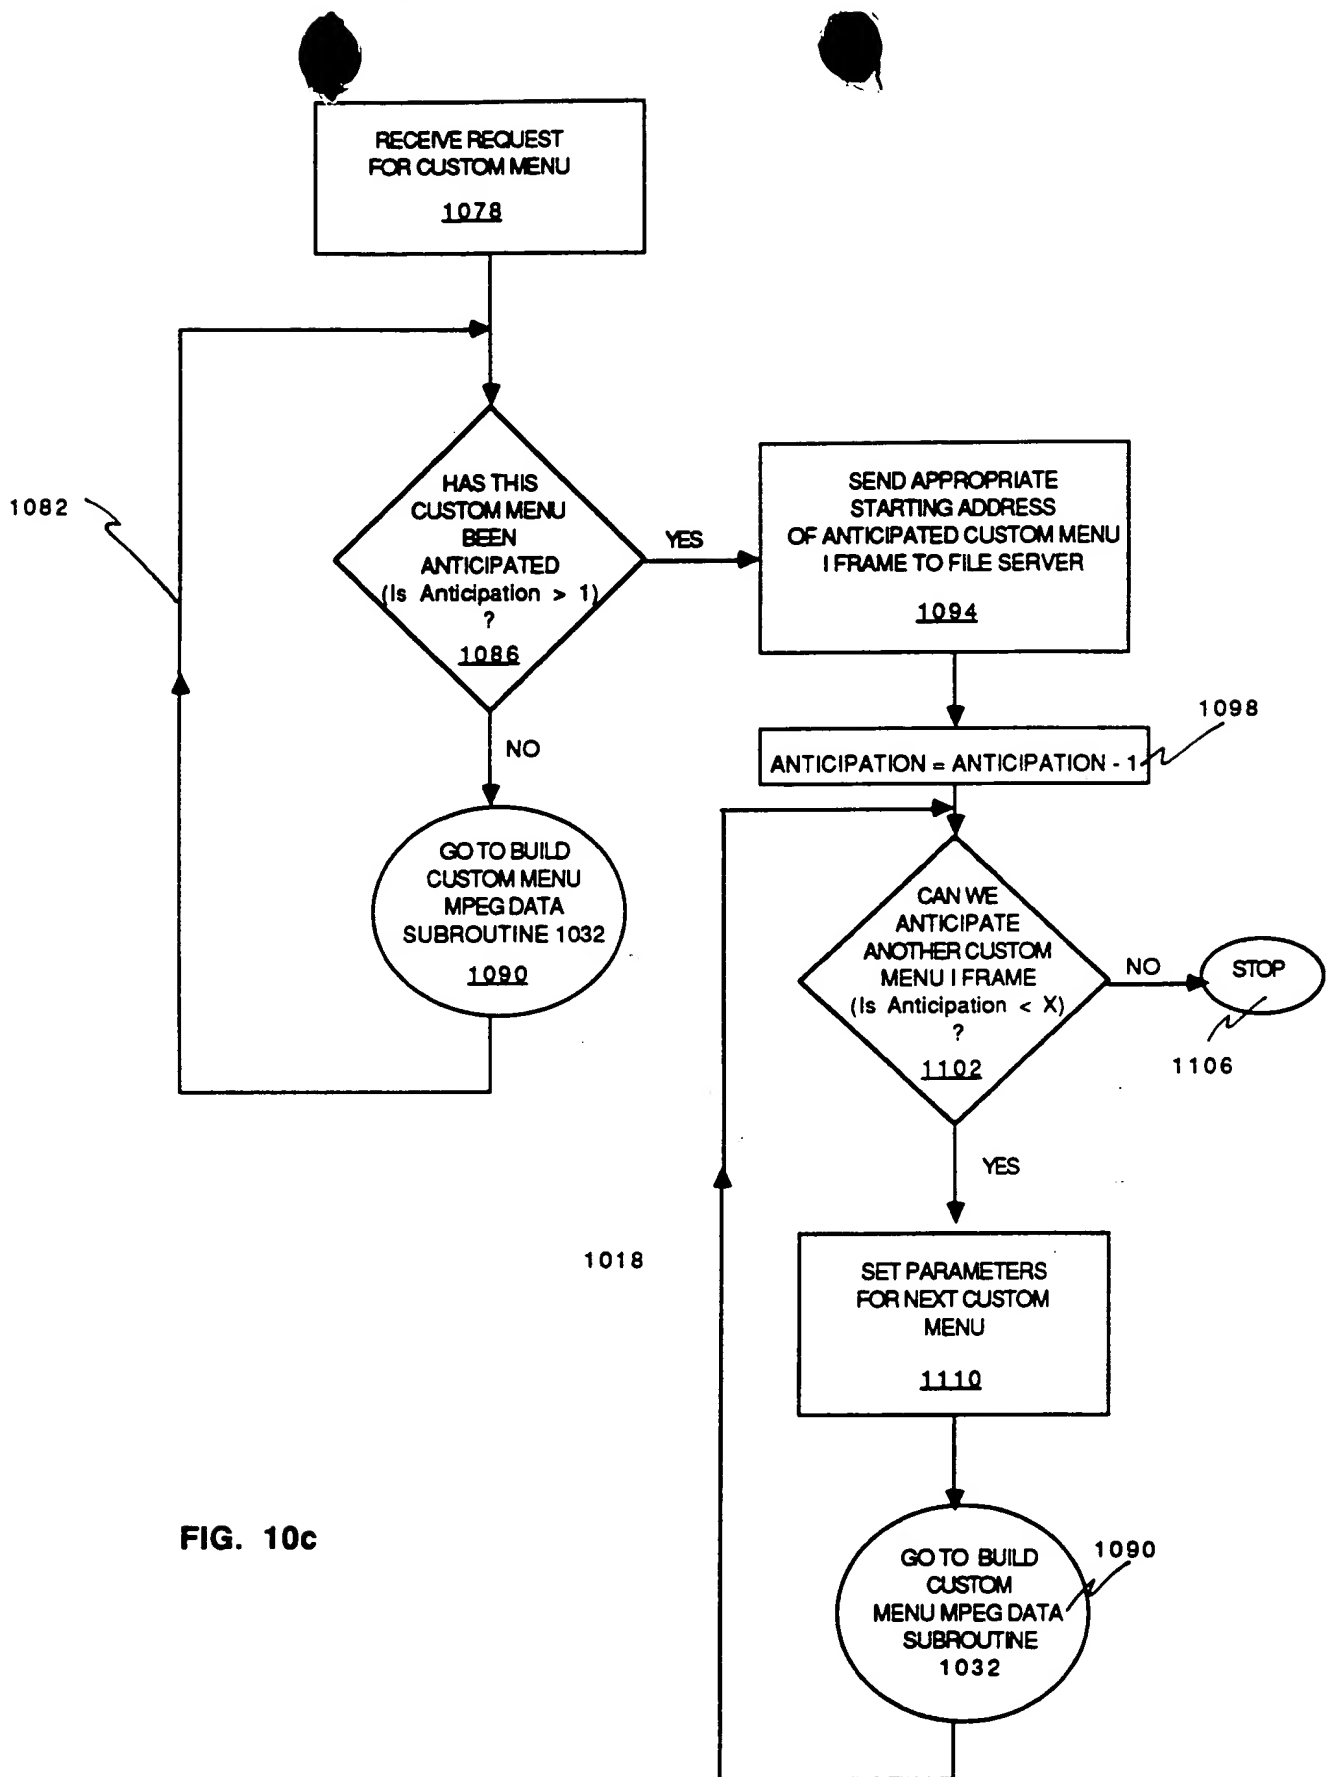 RECEIVE REQUEST
FOR CUSTOM MENU
1078
1082
HAS THIS
CUSTOM MENU
BEEN
ANTICIPATED
(Is Anticipation > 1)
?
1086
YES
NO
SEND APPROPRIATE
STARTING ADDRESS
OF ANTICIPATED CUSTOM MENU
I FRAME TO FILE SERVER
1094
1098
ANTICIPATION = ANTICIPATION - 1
GO TO BUILD
CUSTOM MENU
MPEG DATA
SUBROUTINE 1032
1090
CAN WE
ANTICIPATE
ANOTHER CUSTOM
MENU I FRAME
(Is Anticipation < X)
?
1102
NO
STOP
1106
YES
1018
SET PARAMETERS
FOR NEXT CUSTOM
MENU
1110
GO TO BUILD
CUSTOM
MENU MPEG DATA
SUBROUTINE
1032
1090
FIG. 10c